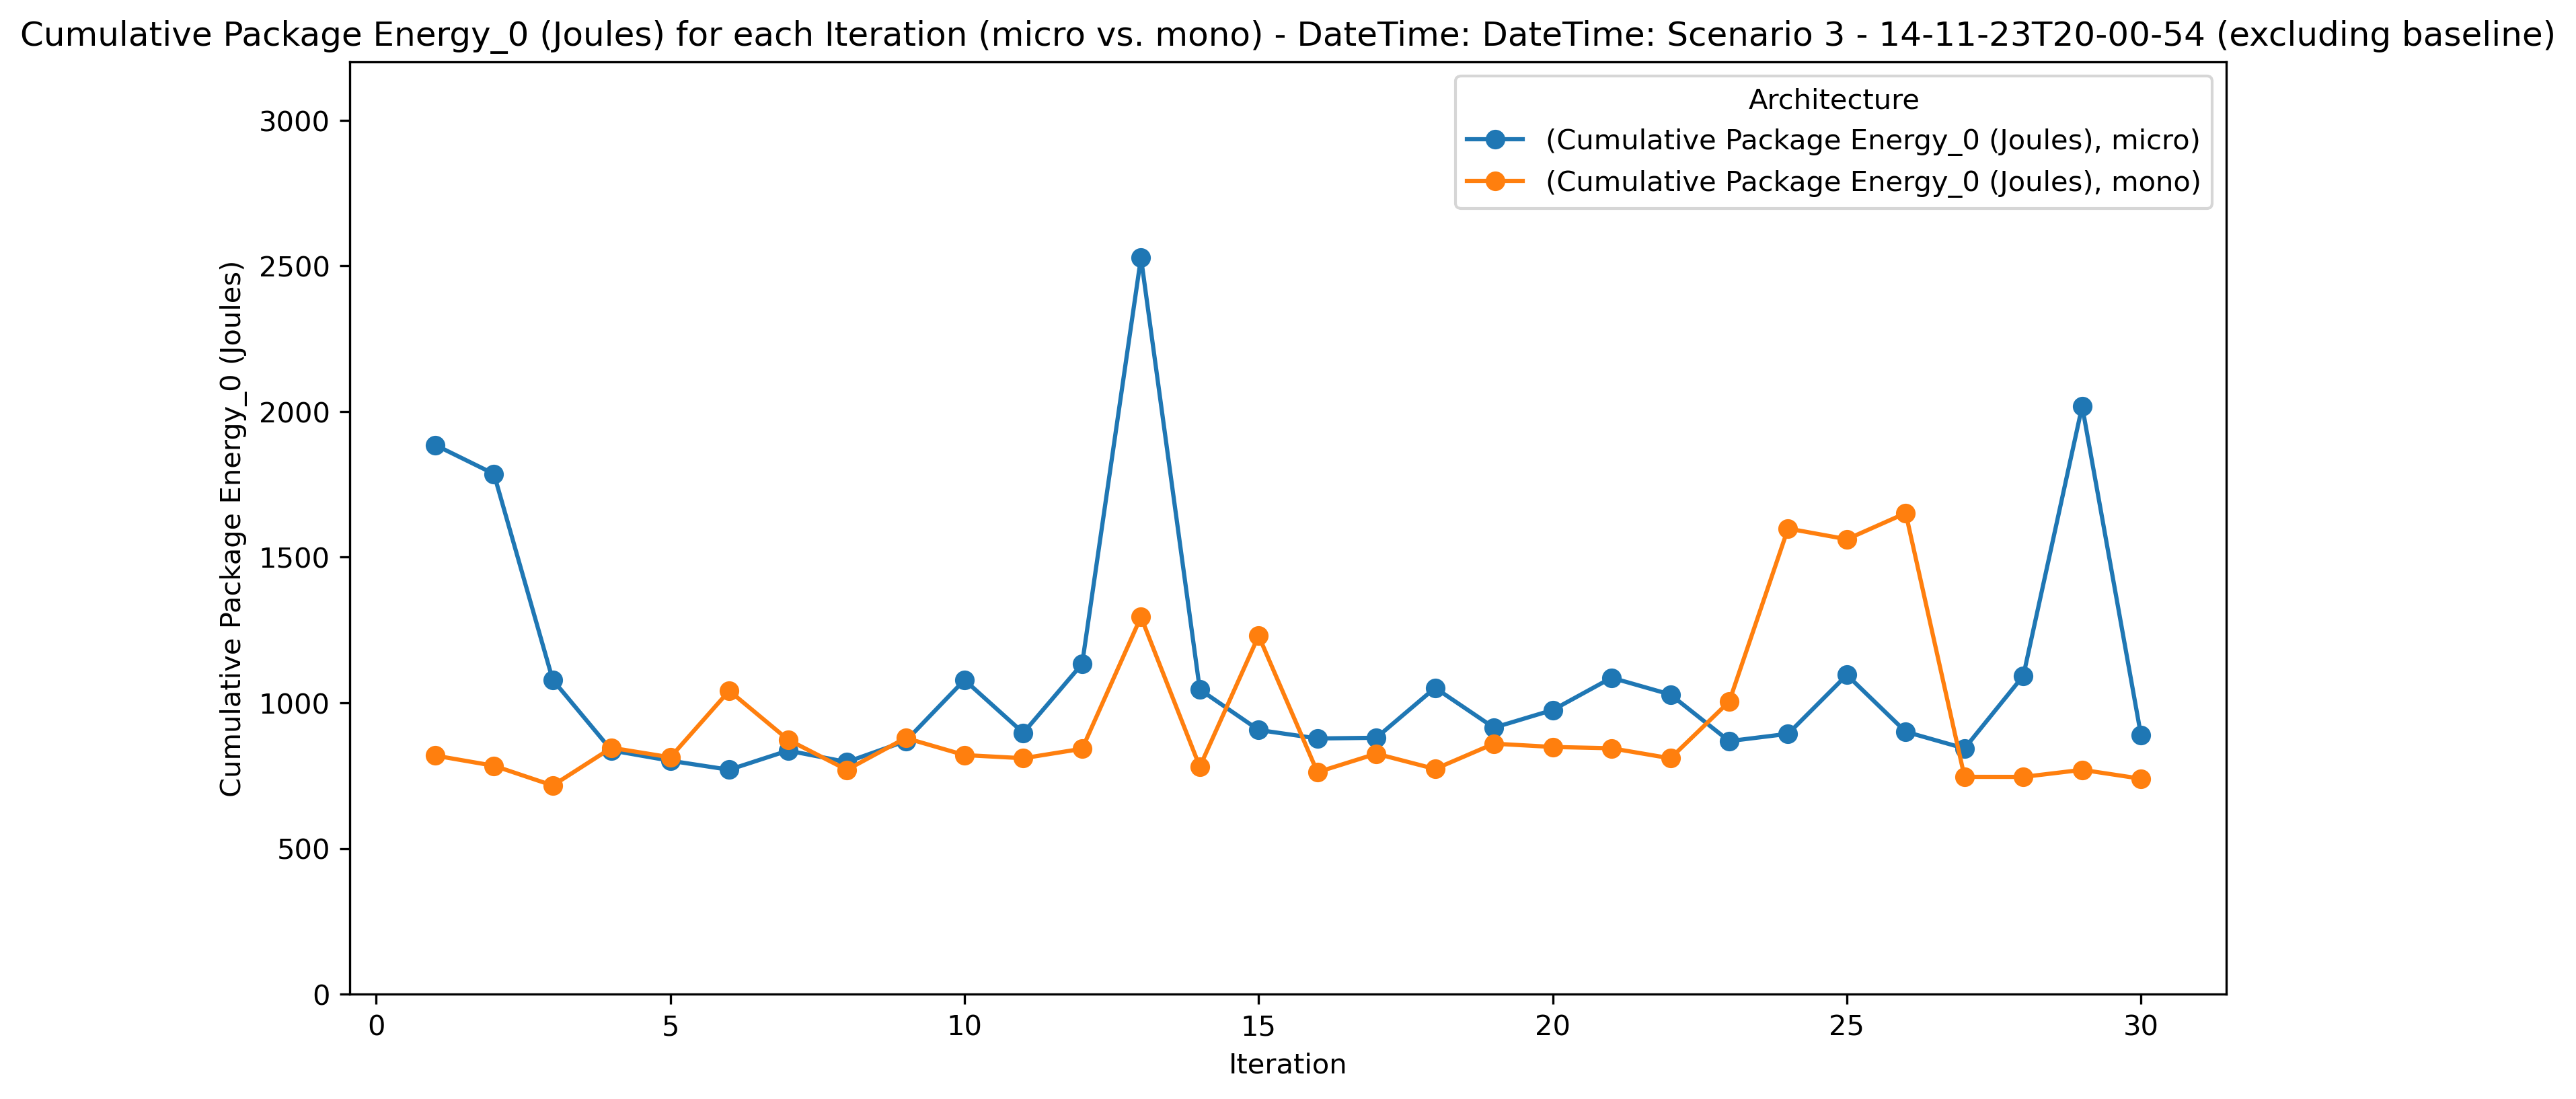 Cumulative Package Energy_0 (Joules) for each Iteration (micro vs. mono) - DateTime: DateTime: Scenario 3 - 14-11-23T20-00-54 (excluding baseline)
Architecture
(Cumulative Package Energy_0 (Joules), micro)
(Cumulative Package Energy_0 (Joules), mono)
Cumulative Package Energy_0 (Joules)
3000
2500
2000
1500
1000
500
0
0 5 10 15 20 25 30
Iteration